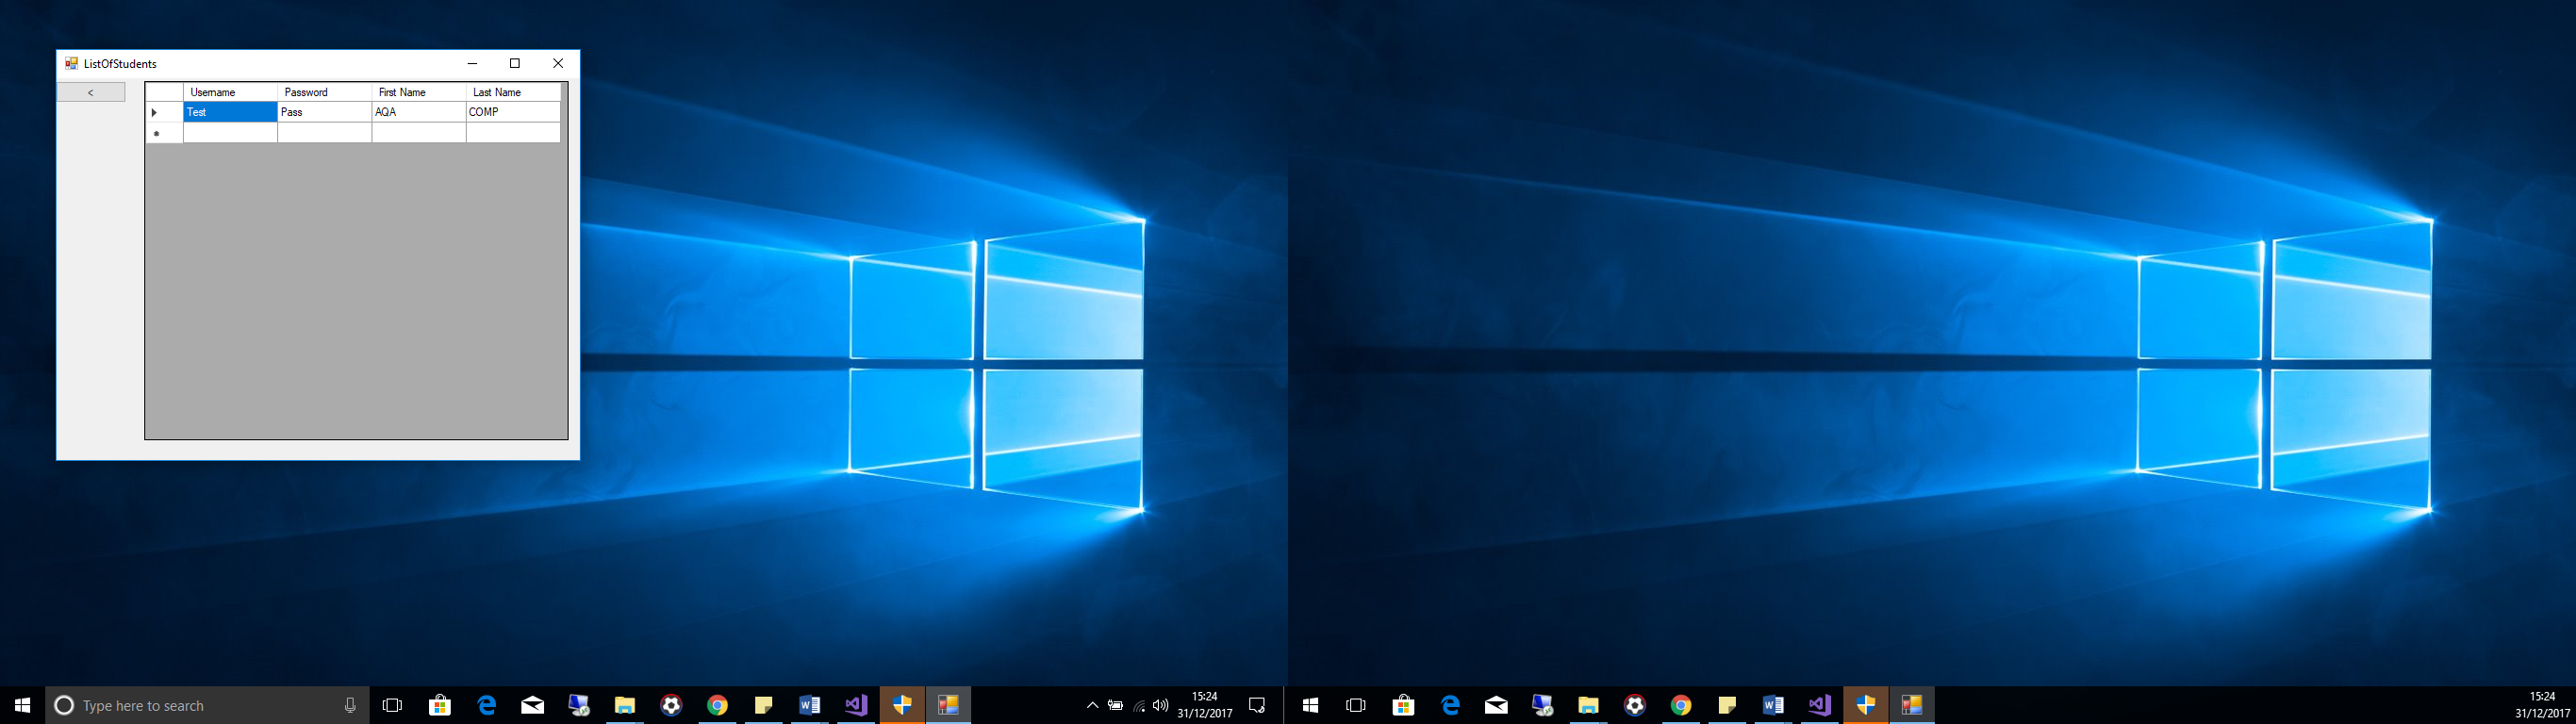 ListOfStudents
<
Username Password First Name Last Name
Test Pass AQA COMP
Type here to search
15:24
31/12/2017
15:24
31/12/2017